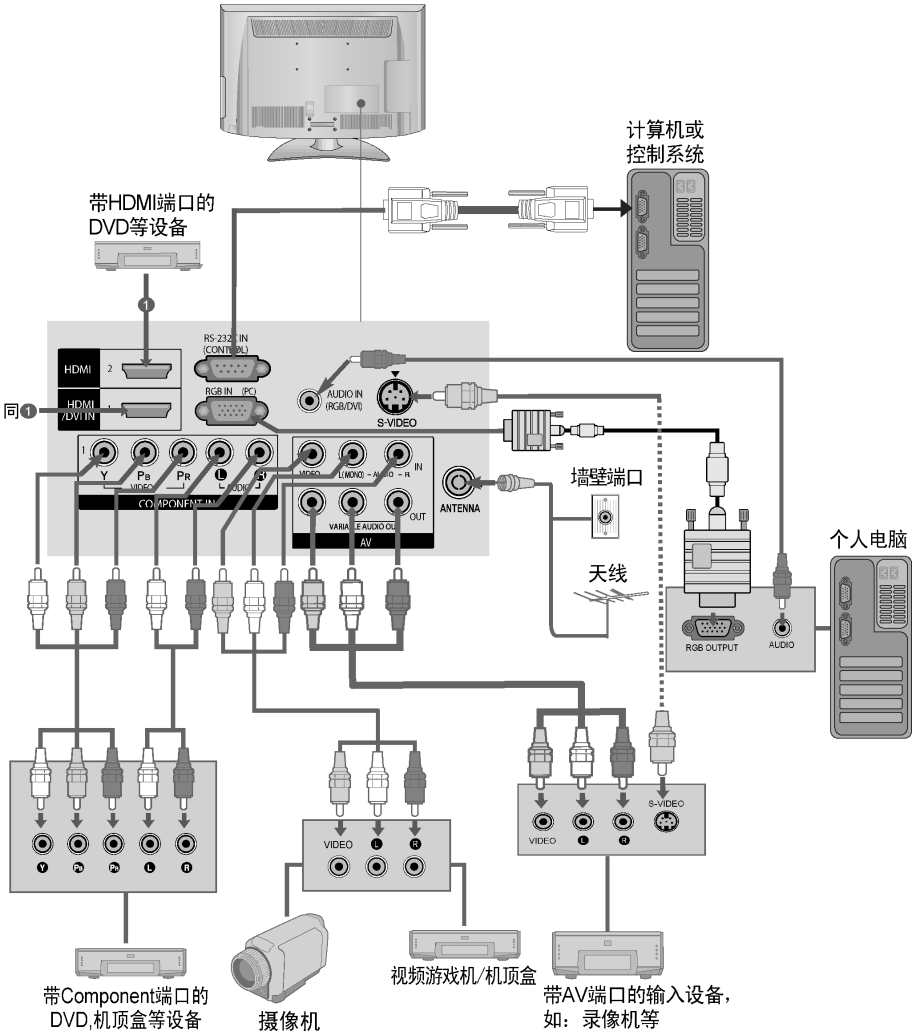 计算机或
控制系统
带HDMI端口的
DVD等设备
1
RS-232C IN
(CONTROL)
HDMI
2
RGB IN (PC)
AUDIO IN
(RGB/DVI)
S-VIDEO
同1
HDMI
/DVI IN
1
1
Y PB PR L R
VIDEO AUDIO
COMPONENT IN
VIDEO L(MONO) - AUDIO - R
IN
OUT
VARIABLE AUDIO OUT
AV
ANTENNA
墙壁端口
天线
个人电脑
RGB OUTPUT
AUDIO
Y PB PR L R
VIDEO L R
VIDEO L R
S-VIDEO
带Component端口的
DVD,机顶盒等设备
摄像机
视频游戏机/机顶盒
带AV端口的输入设备，
如：录像机等